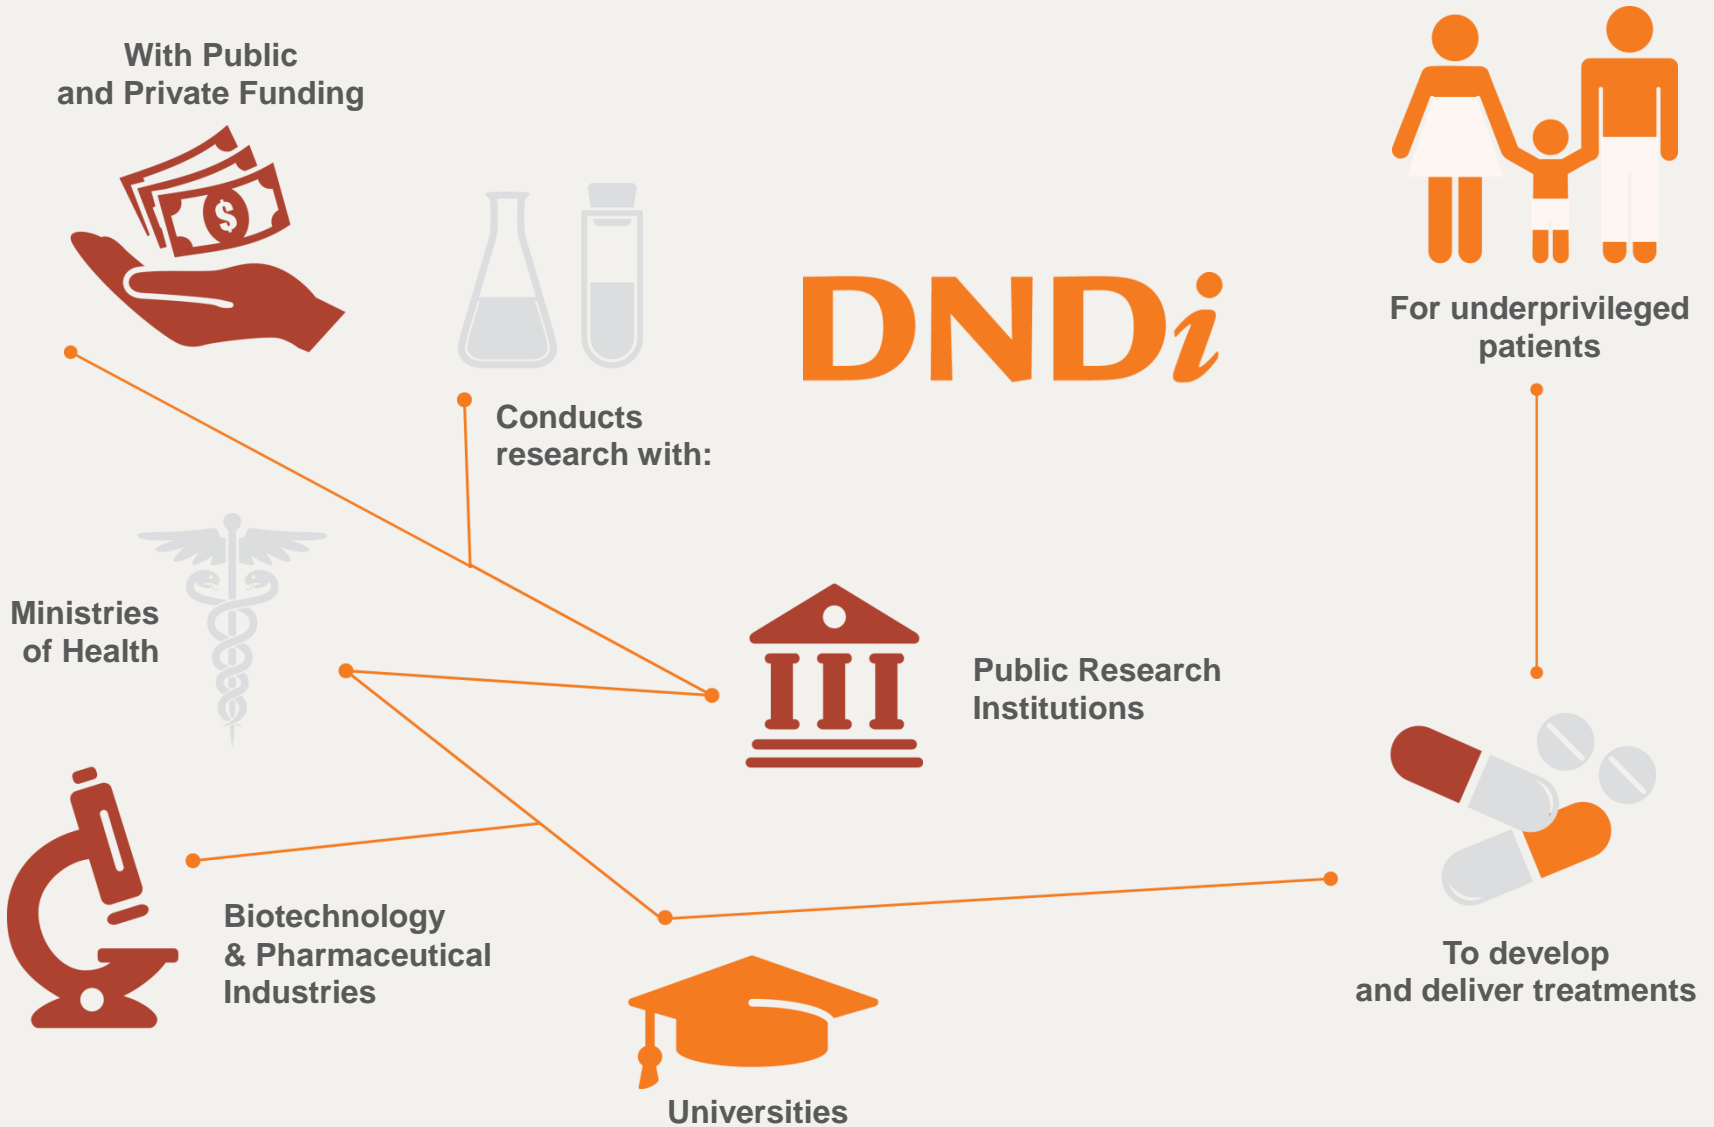 With Public
and Private Funding
$
Conducts
research with:
DNDi
For underprivileged
patients
Ministries
of Health
Public Research
Institutions
Biotechnology
& Pharmaceutical
Industries
To develop
and deliver treatments
Universities